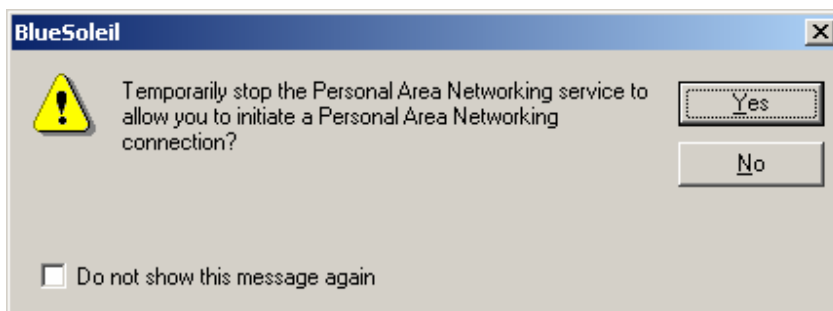 BlueSoleil
Temporarily stop the Personal Area Networking service to
allow you to initiate a Personal Area Networking
connection?
Yes
No
Do not show this message again